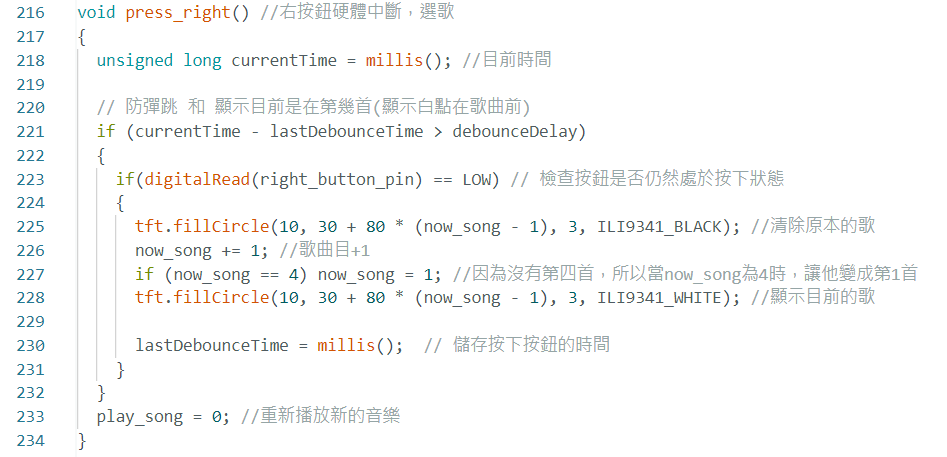 216 void press_right() //右按鈕硬體中斷，選歌
217 {
218 unsigned long currentTime = millis(); //目前時間
219
220 // 防彈跳 和 顯示目前是在第幾首(顯示白點在歌曲前)
221 if (currentTime - lastDebounceTime > debounceDelay)
222 {
223 if(digitalRead(right_button_pin) == LOW) // 檢查按鈕是否仍然處於按下狀態
224 {
225 tft.fillCircle(10, 30 + 80 * (now_song - 1), 3, ILI9341_BLACK); //清除原本的歌
226 now_song += 1; //歌曲目+1
227 if (now_song == 4) now_song = 1; //因為沒有第四首，所以當now_song為4時，讓他變成第1首
228 tft.fillCircle(10, 30 + 80 * (now_song - 1), 3, ILI9341_WHITE); //顯示目前的歌
229
230 lastDebounceTime = millis(); // 儲存按下按鈕的時間
231 }
232 }
233 play_song = 0; //重新播放新的音樂
234 }